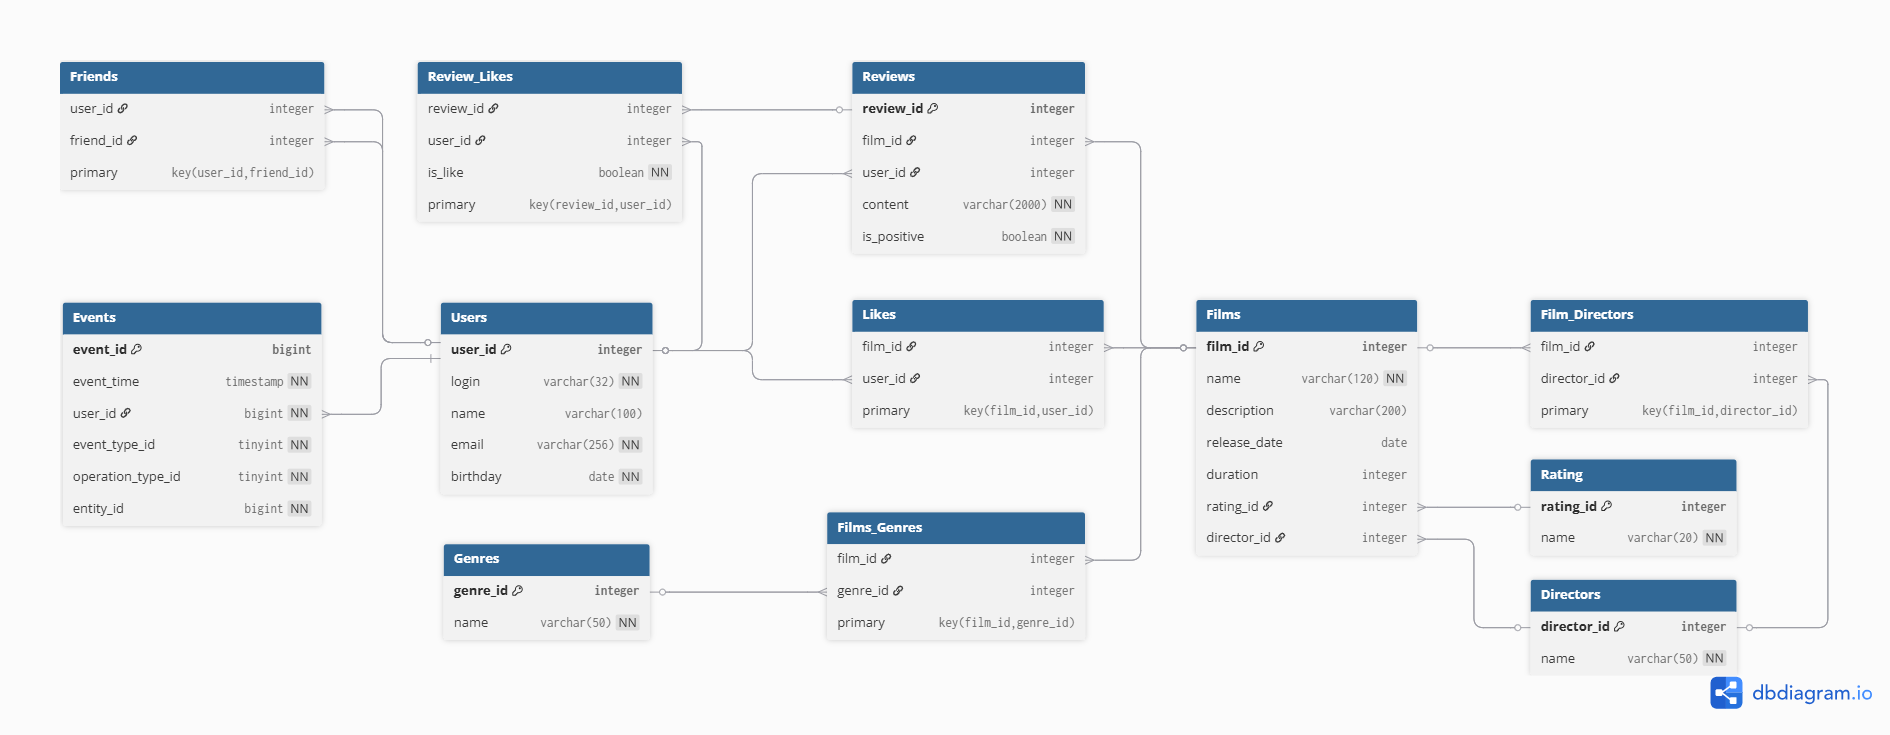 Friends
user_id integer
friend_id integer
primary key(user_id,friend_id)
Review_Likes
review_id integer
user_id integer
is_like boolean NN
primary key(review_id,user_id)
Reviews
review_id integer
film_id integer
user_id integer
content varchar(2000) NN
is_positive boolean NN
Events
event_id bigint
event_time timestamp NN
user_id bigint NN
event_type_id tinyint NN
operation_type_id tinyint NN
entity_id bigint NN
Users
user_id integer
login varchar(32) NN
name varchar(100)
email varchar(256) NN
birthday date NN
Likes
film_id integer
user_id integer
primary key(film_id,user_id)
Films
film_id integer
name varchar(120) NN
description varchar(200)
release_date date
duration integer
rating_id integer
director_id integer
Film_Directors
film_id integer
director_id integer
primary key(film_id,director_id)
Rating
rating_id integer
name varchar(20) NN
Genres
genre_id integer
name varchar(50) NN
Films_Genres
film_id integer
genre_id integer
primary key(film_id,genre_id)
Directors
director_id integer
name varchar(50) NN
dbdiagram.io